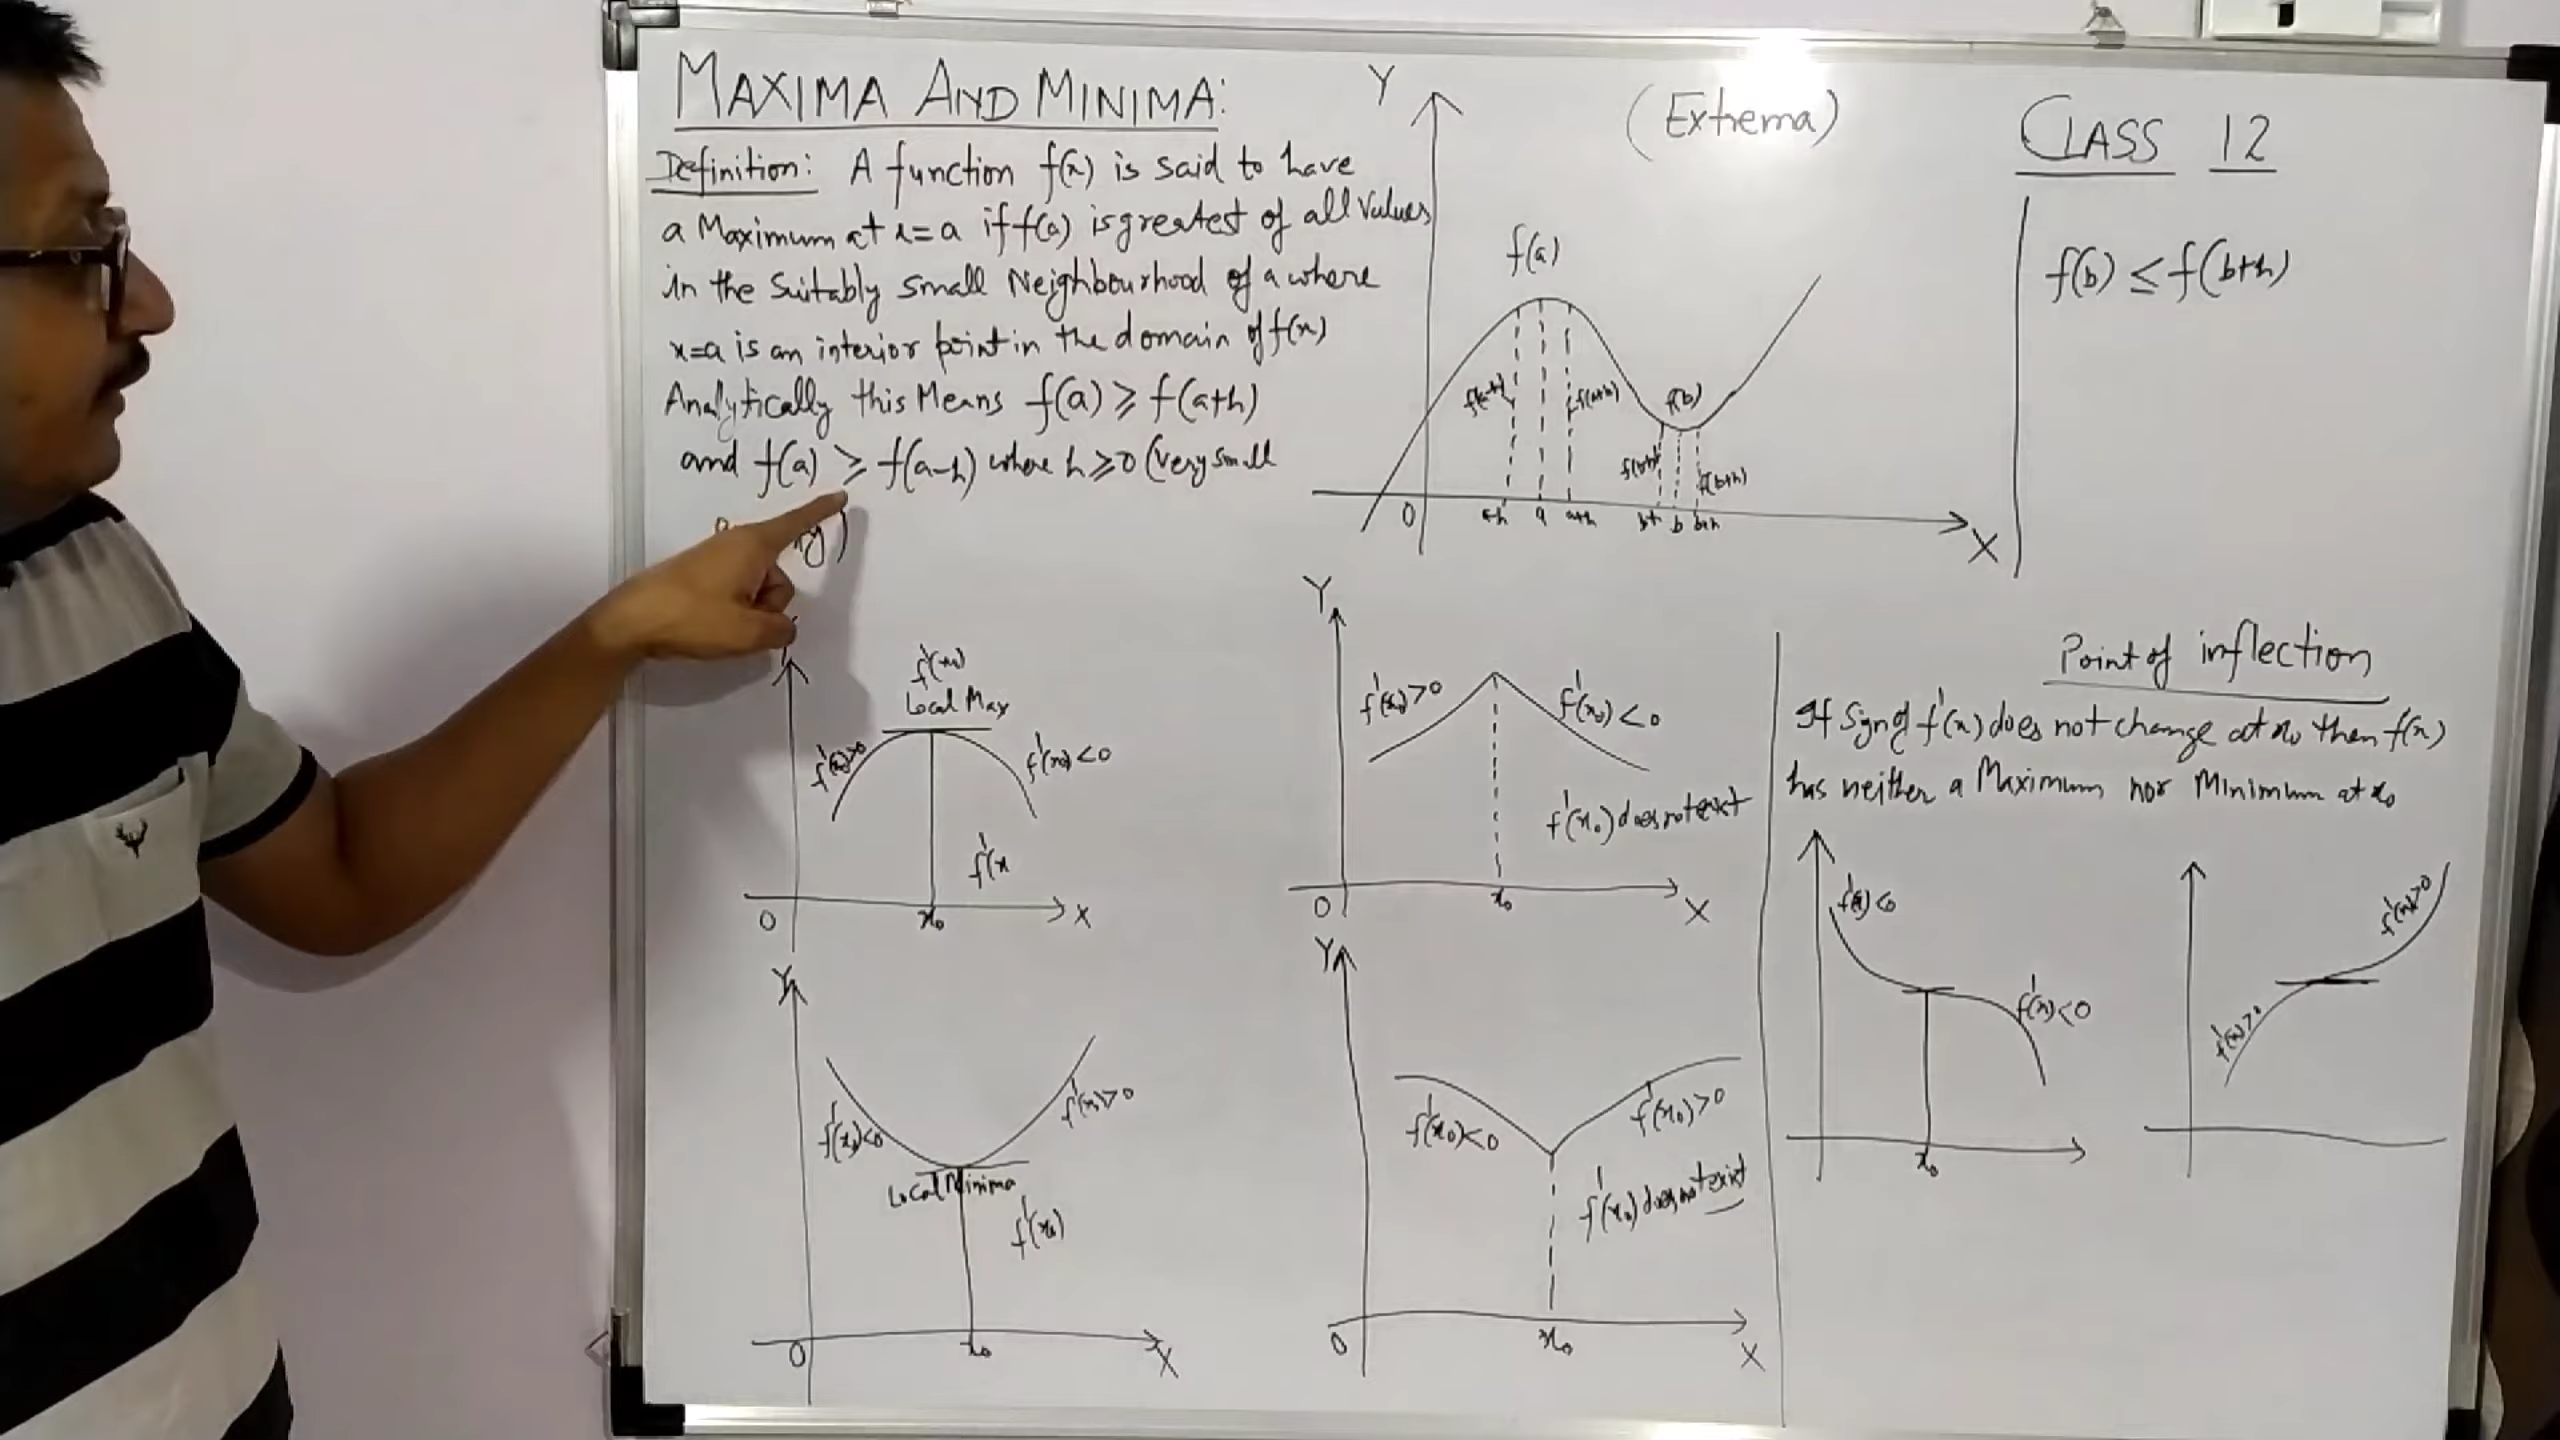 MAXIMA AND MINIMA:
(Extrema)
CLASS 12
Definition: A function f(x) is said to have
a Maximum at x=a if f(a) is greatest of all values
in the Suitably small Neighbourhood of a where
x=a is an interior point in the domain of f(x)
Analytically this Means f(a) ⩾ f(a+h)
and f(a) ⩾ f(a-h) where h⩾0 (very small
Y
f(a)
f(a-h)
f(a+h)
f(b)
f(b+h)
O
a-h a a+h
b b+h
X
f(b) ≤ f(b+h)
Local Max
f'(x₀)>0
f'(x₀)<0
f'(x
O
x₀
X
Y
f'(x₀)>0
f'(x₀)<0
f'(x₀) does not exist
O
x₀
X
Y
f'(x₀)<0
f'(x₀)>0
Local Minima
f'(x₀)
O
x₀
X
Y
f'(x₀)<0
f'(x₀)>0
f'(x₀) does not exist
O
x₀
X
Point of inflection
If Sign of f'(x) does not change at x₀ then f(x)
has neither a Maximum nor Minimum at x₀
f'(x)<0
f'(x)<0
x₀
f'(x)>0
f'(x)>0